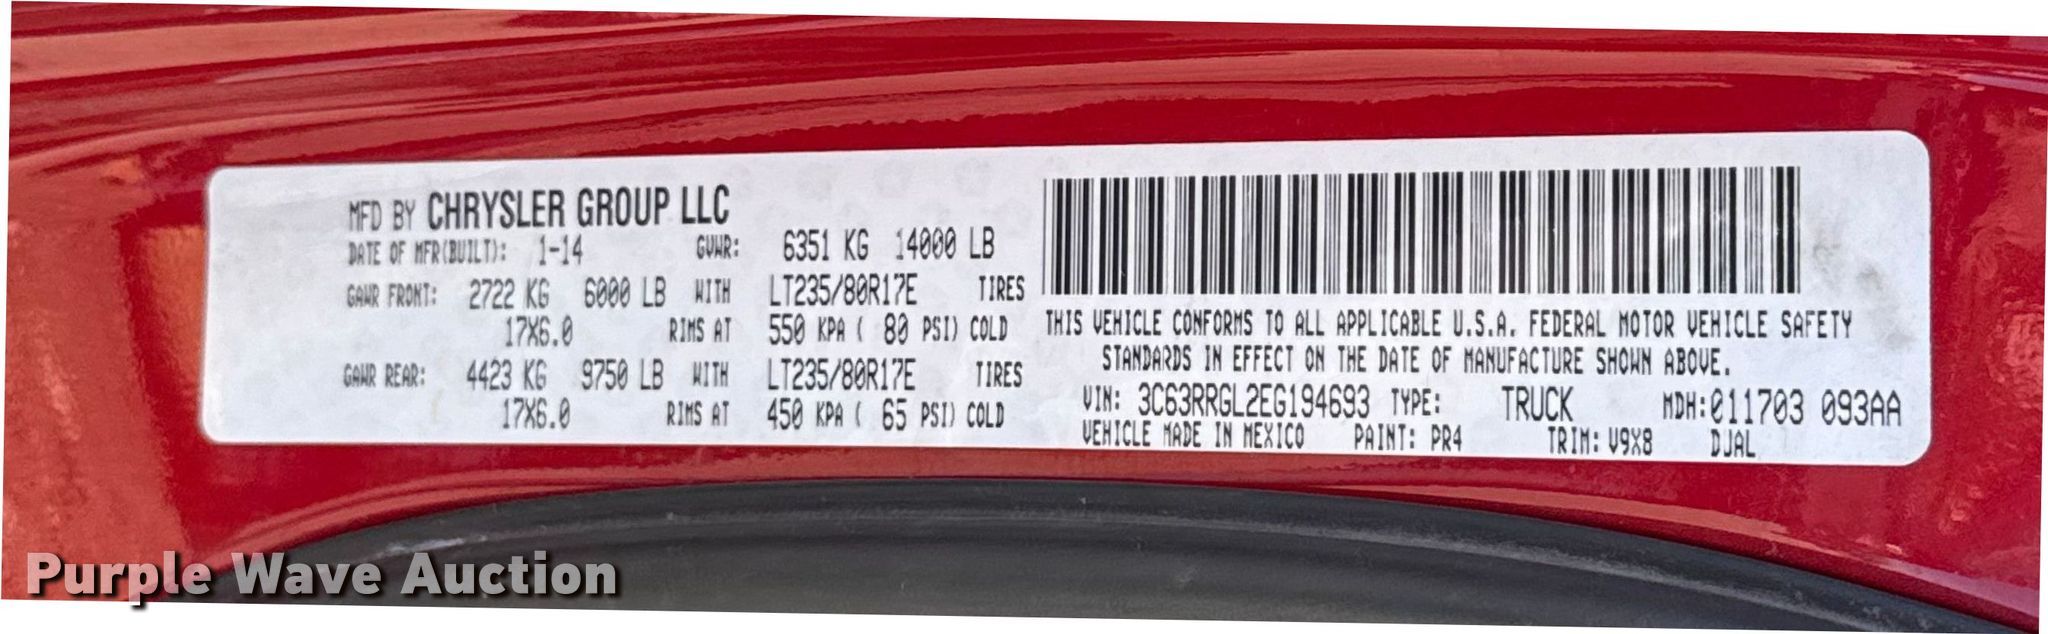 MFD BY CHRYSLER GROUP LLC
DATE OF MFR(BUILT): 1-14 GVWR: 6351 KG 14000 LB
GAWR FRONT: 2722 KG 6000 LB WITH LT235/80R17E TIRES
17X6.0 RIMS AT 550 KPA ( 80 PSI) COLD
GAWR REAR: 4423 KG 9750 LB WITH LT235/80R17E TIRES
17X6.0 RIMS AT 450 KPA ( 65 PSI) COLD
THIS VEHICLE CONFORMS TO ALL APPLICABLE U.S.A. FEDERAL MOTOR VEHICLE SAFETY
STANDARDS IN EFFECT ON THE DATE OF MANUFACTURE SHOWN ABOVE.
VIN: 3C63RRGL2EG194693 TYPE: TRUCK MDH: 011703 093AA
VEHICLE MADE IN MEXICO PAINT: PR4 TRIM: V9X8 DJAL
Purple Wave Auction